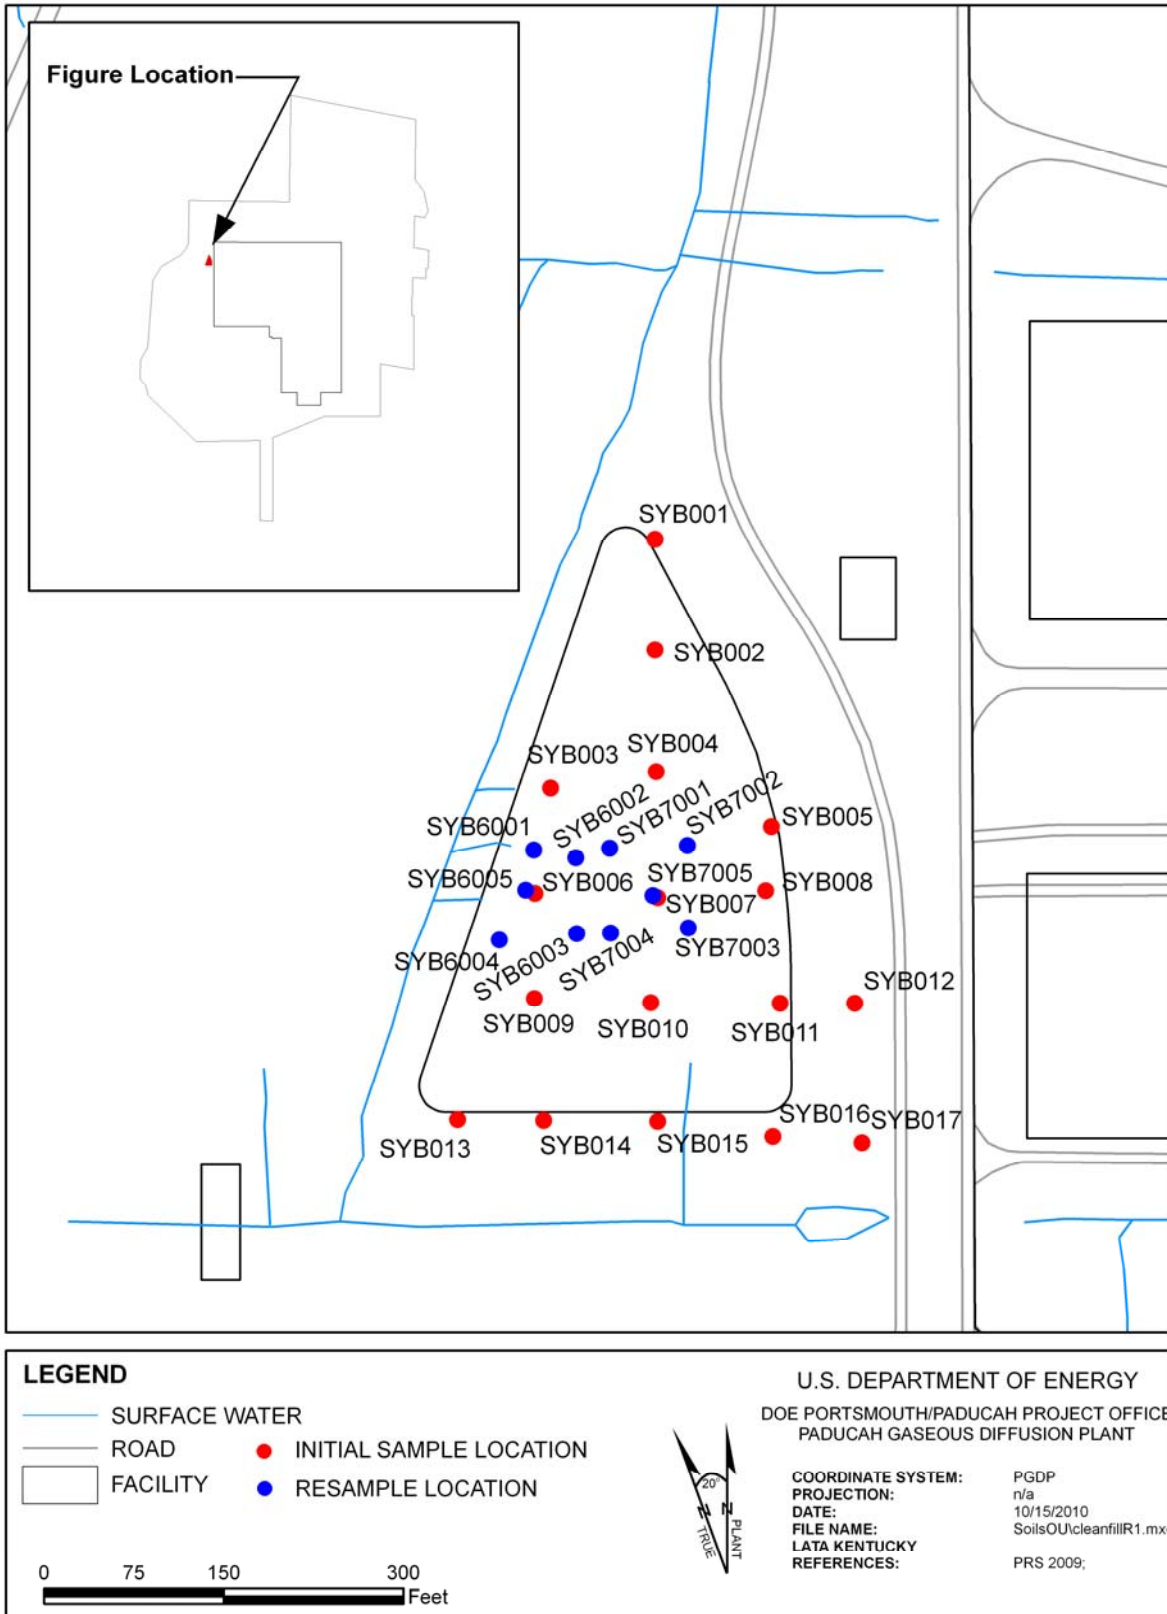 Figure Location
SYB001
SYB002
SYB004
SYB003
SYB6002
SYB7001
SYB7002
SYB005
SYB6001
SYB6005
SYB006
SYB7005
SYB008
SYB007
SYB6004
SYB6003
SYB7004
SYB7003
SYB012
SYB009
SYB010
SYB011
SYB016
SYB017
SYB013
SYB014
SYB015
LEGEND
SURFACE WATER
ROAD
FACILITY
INITIAL SAMPLE LOCATION
RESAMPLE LOCATION
0 75 150 300
Feet
20°
N TRUE
N PLANT
U.S. DEPARTMENT OF ENERGY
DOE PORTSMOUTH/PADUCAH PROJECT OFFICE
PADUCAH GASEOUS DIFFUSION PLANT
COORDINATE SYSTEM: PGDP
PROJECTION: n/a
DATE: 10/15/2010
FILE NAME: SoilsOU\cleanfillR1.mx
LATA KENTUCKY
REFERENCES: PRS 2009;